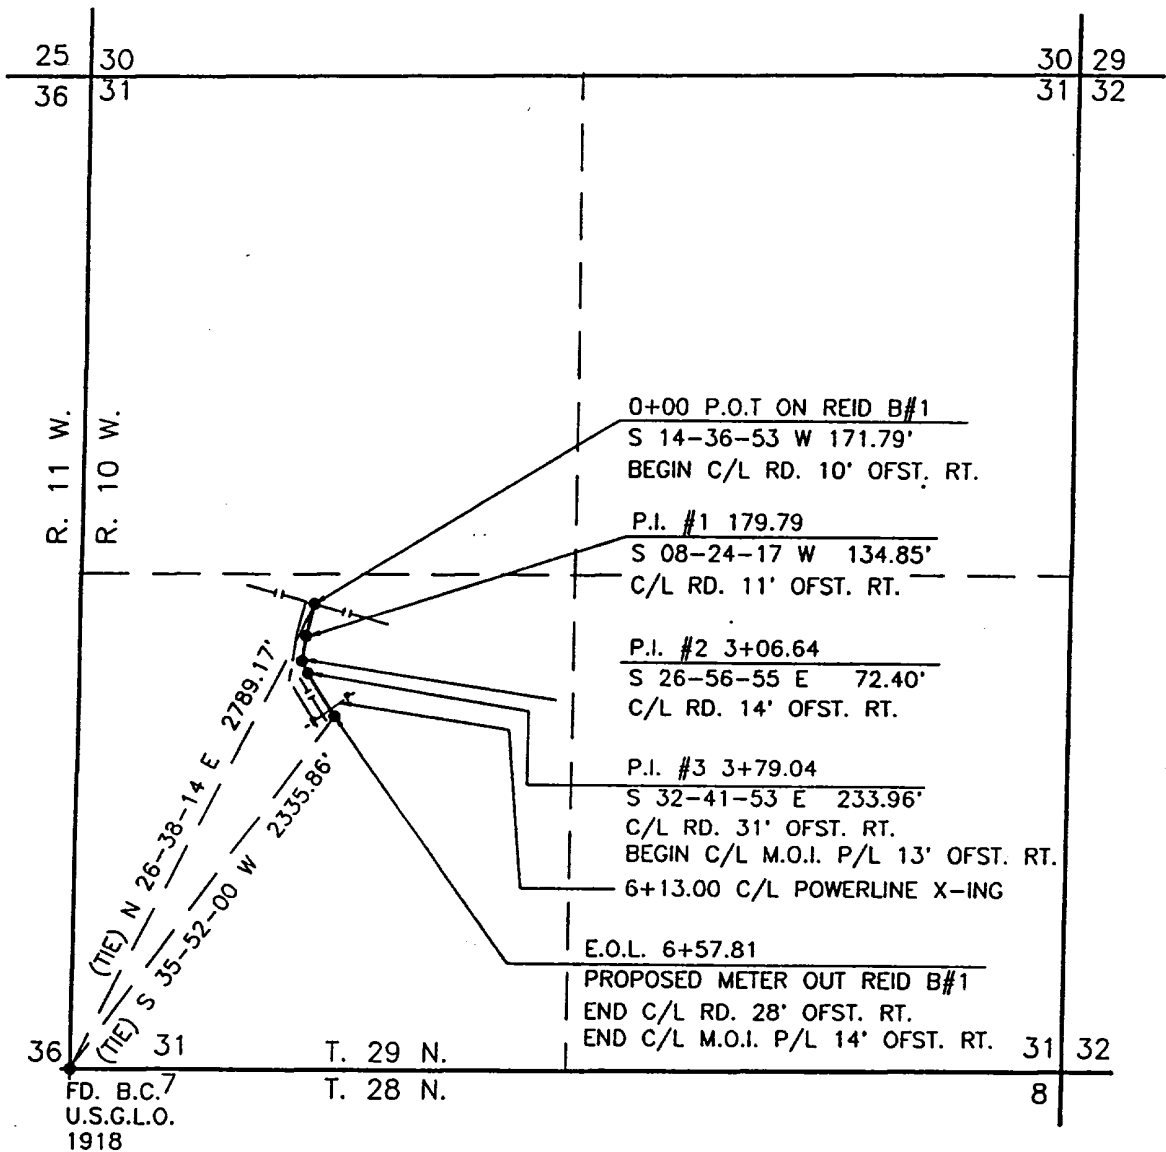 25 30
30 29
36 31
31 32
R. 11 W.
R. 10 W.
0+00 P.O.T ON REID B#1
S 14-36-53 W 171.79'
BEGIN C/L RD. 10' OFST. RT.
P.I. #1 179.79
S 08-24-17 W 134.85'
C/L RD. 11' OFST. RT.
P.I. #2 3+06.64
S 26-56-55 E 72.40'
C/L RD. 14' OFST. RT.
P.I. #3 3+79.04
S 32-41-53 E 233.96'
C/L RD. 31' OFST. RT.
BEGIN C/L M.O.I. P/L 13' OFST. RT.
6+13.00 C/L POWERLINE X-ING
E.O.L. 6+57.81
PROPOSED METER OUT REID B#1
END C/L RD. 28' OFST. RT.
END C/L M.O.I. P/L 14' OFST. RT.
(TIE) N 26-38-14 E 2789.17'
(TIE) S 35-52-00 W 2335.86'
36 31
T. 29 N.
31 32
7
T. 28 N.
8
FD. B.C.
U.S.G.L.O.
1918